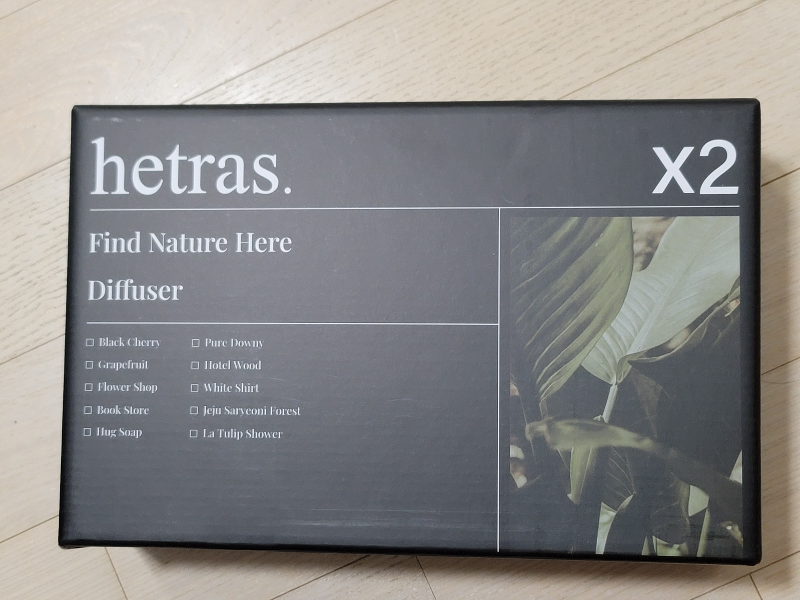 hetras.
x2
Find Nature Here
Diffuser
☐ Black Cherry
☐ Grapefruit
☐ Flower Shop
☐ Book Store
☐ Hug Soap
☐ Pure Downy
☐ Hotel Wood
☐ White Shirt
☐ Jeju Saryeoni Forest
☐ La Tulip Shower